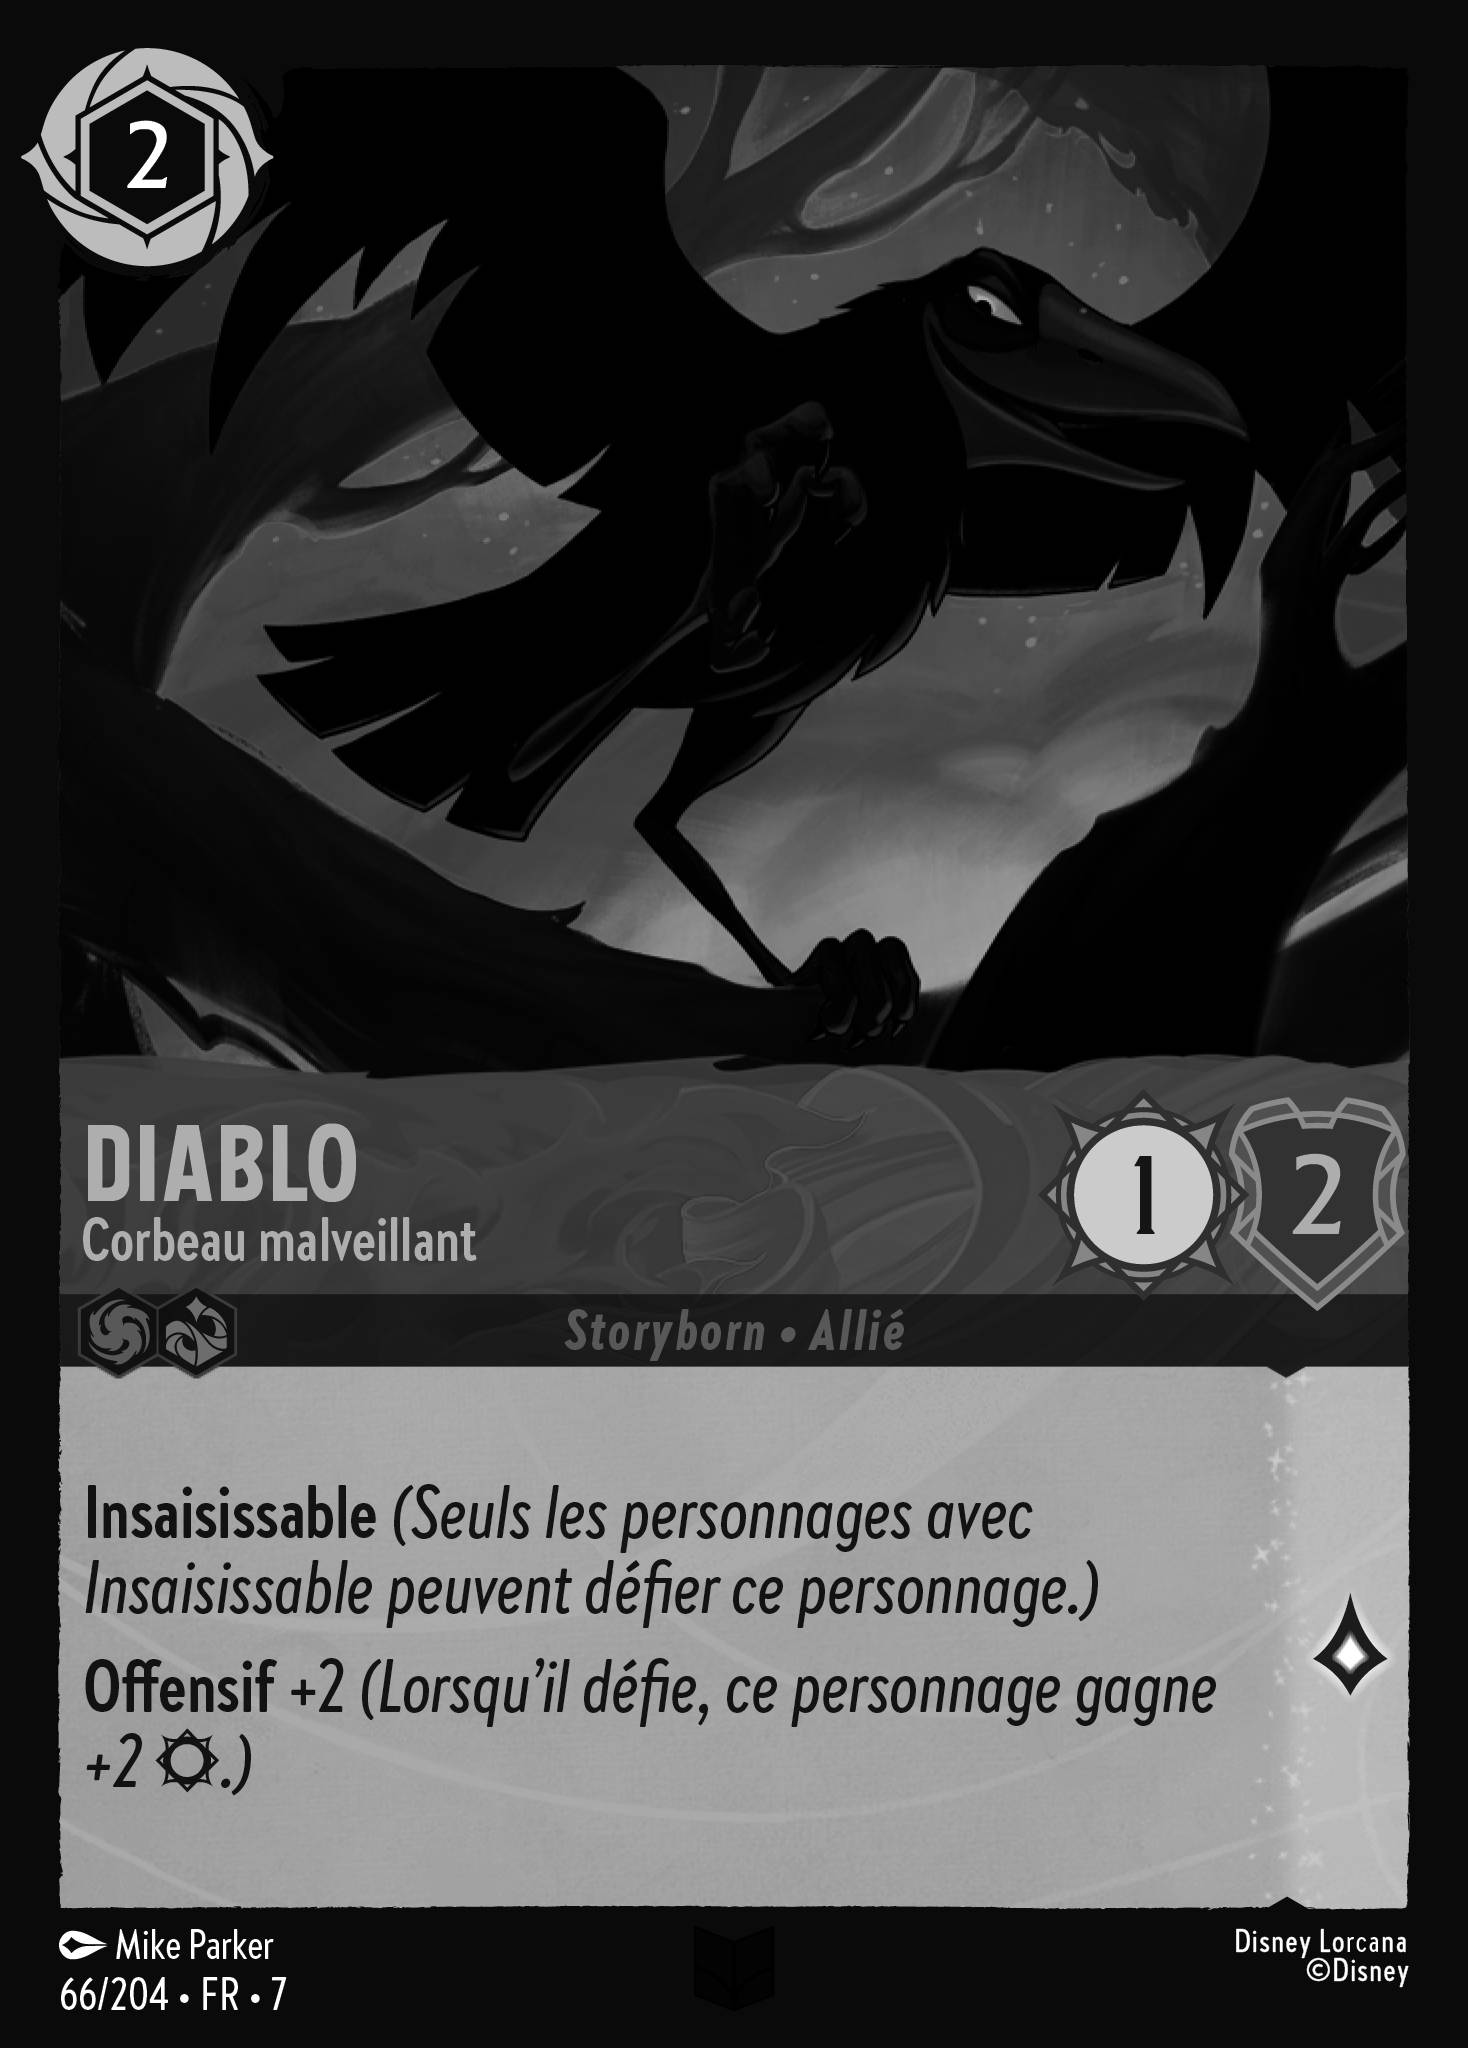 2
DIABLO
Corbeau malveillant
1
2
Storyborn • Allié
Insaisissable (Seuls les personnages avec
Insaisissable peuvent défier ce personnage.)
Offensif +2 (Lorsqu’il défie, ce personnage gagne
+2 .)
Mike Parker
66/204 • FR • 7
Disney Lorcana
©Disney